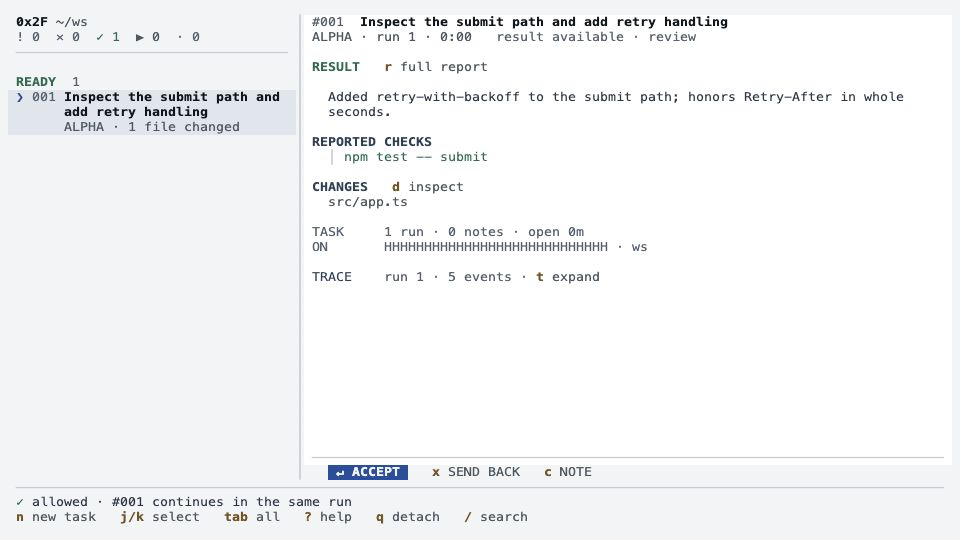 0x2F ~/ws
! 0  × 0  ✓ 1  ▶ 0  · 0
READY  1
❯ 001 Inspect the submit path and
add retry handling
ALPHA · 1 file changed
#001  Inspect the submit path and add retry handling
ALPHA · run 1 · 0:00   result available · review
RESULT   r full report
Added retry-with-backoff to the submit path; honors Retry-After in whole
seconds.
REPORTED CHECKS
npm test -- submit
CHANGES   d inspect
src/app.ts
TASK     1 run · 0 notes · open 0m
ON       HHHHHHHHHHHHHHHHHHHHHHHHHHHH · ws
TRACE    run 1 · 5 events · t expand
↵ ACCEPT   x SEND BACK   c NOTE
✓ allowed · #001 continues in the same run
n new task   j/k select   tab all   ? help   q detach   / search